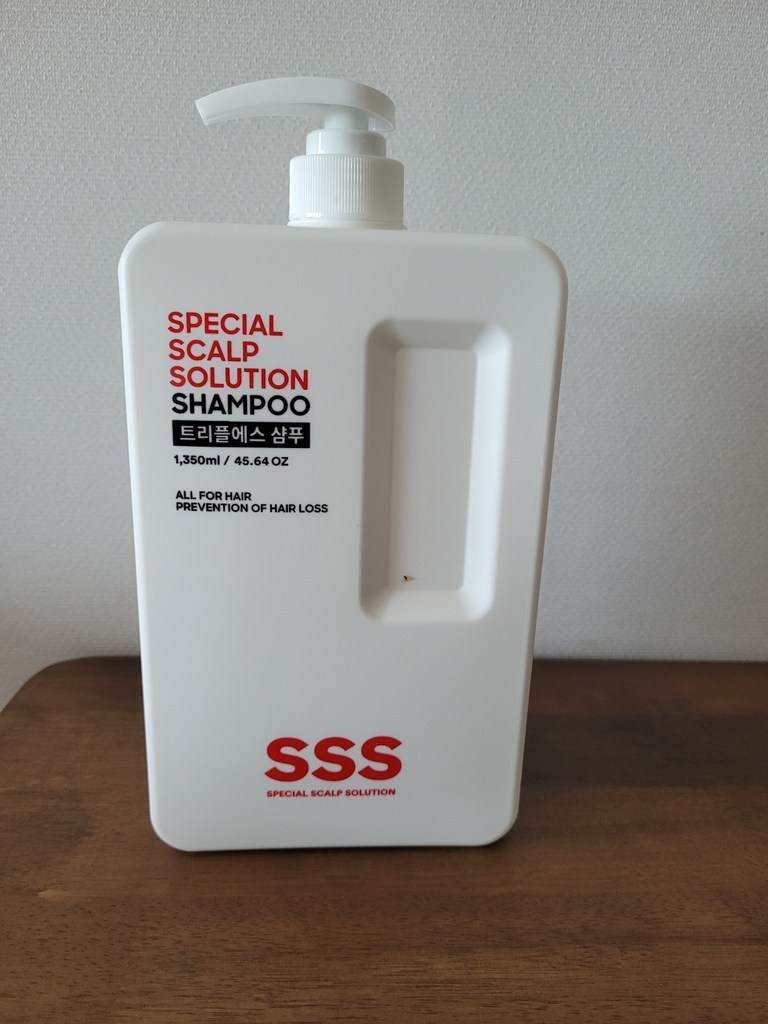 SPECIAL
SCALP
SOLUTION
SHAMPOO
트리플에스 샴푸
1,350ml / 45.64 OZ
ALL FOR HAIR
PREVENTION OF HAIR LOSS
SSS
SPECIAL SCALP SOLUTION